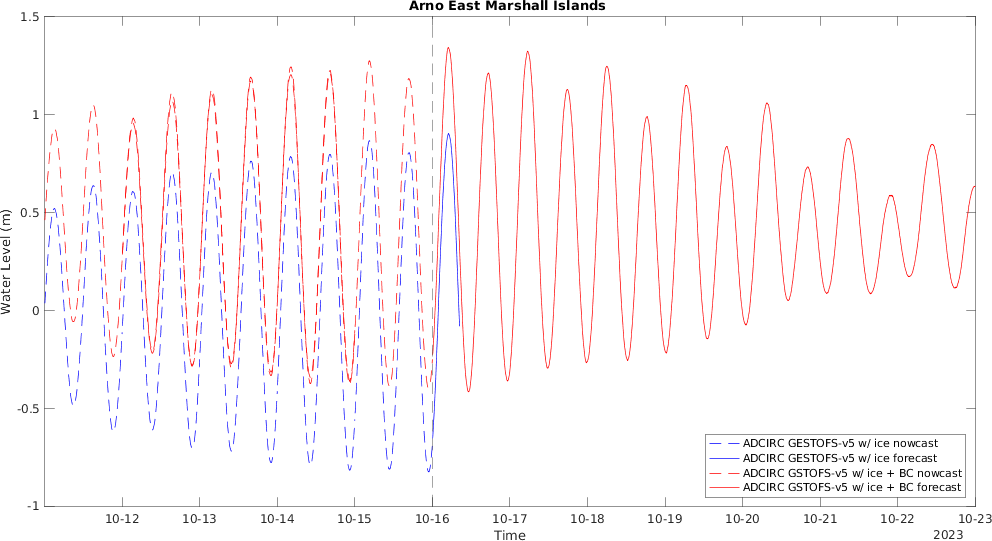 Arno East Marshall Islands
1.5
1
0.5
0
-0.5
-1
Water Level (m)
ADCIRC GESTOFS-v5 w/ ice nowcast
ADCIRC GESTOFS-v5 w/ ice forecast
ADCIRC GSTOFS-v5 w/ ice + BC nowcast
ADCIRC GSTOFS-v5 w/ ice + BC forecast
10-12 10-13 10-14 10-15 10-16 10-17 10-18 10-19 10-20 10-21 10-22 10-23
Time
2023